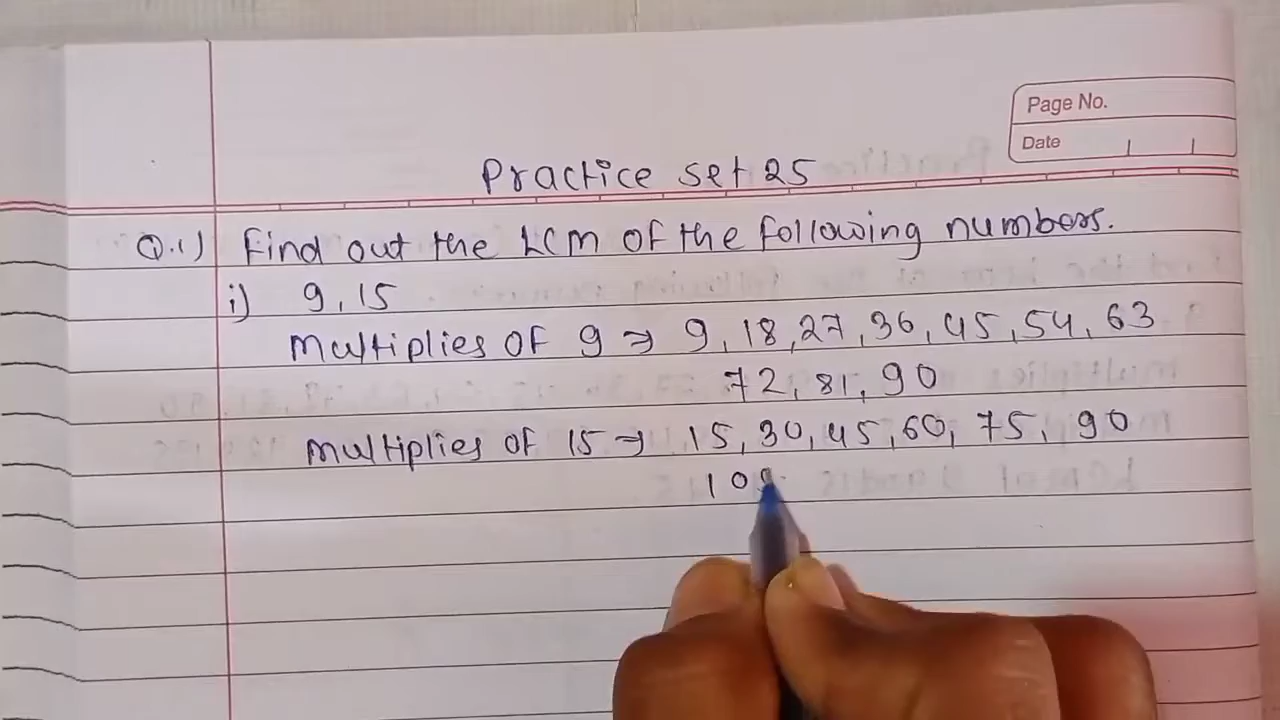 Page No.
Date
Practice set 25
Q.1) Find out the LCM of the following numbers.
i) 9, 15
Multiplies of 9 ⇒ 9, 18, 27, 36, 45, 54, 63
72, 81, 90
Multiplies of 15 ⇒ 15, 30, 45, 60, 75, 90